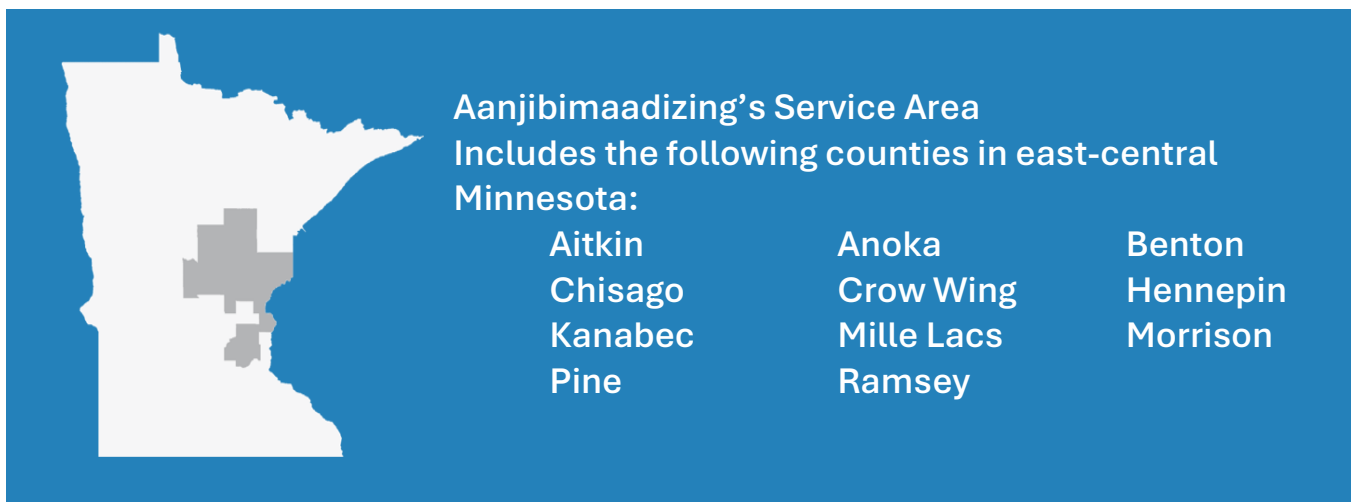 Aanjibimaadizing’s Service Area
Includes the following counties in east-central
Minnesota:
Aitkin Anoka Benton
Chisago Crow Wing Hennepin
Kanabec Mille Lacs Morrison
Pine Ramsey